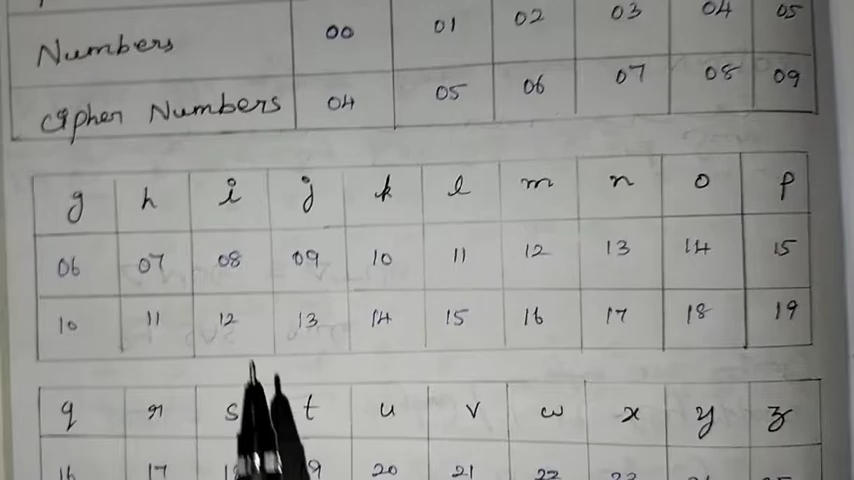 Numbers 00 01 02 03 04 05
Cipher Numbers 04 05 06 07 08 09
g h i j k l m n o p
06 07 08 09 10 11 12 13 14 15
10 11 12 13 14 15 16 17 18 19
q r s t u v w x y z
16 17 20 21 22